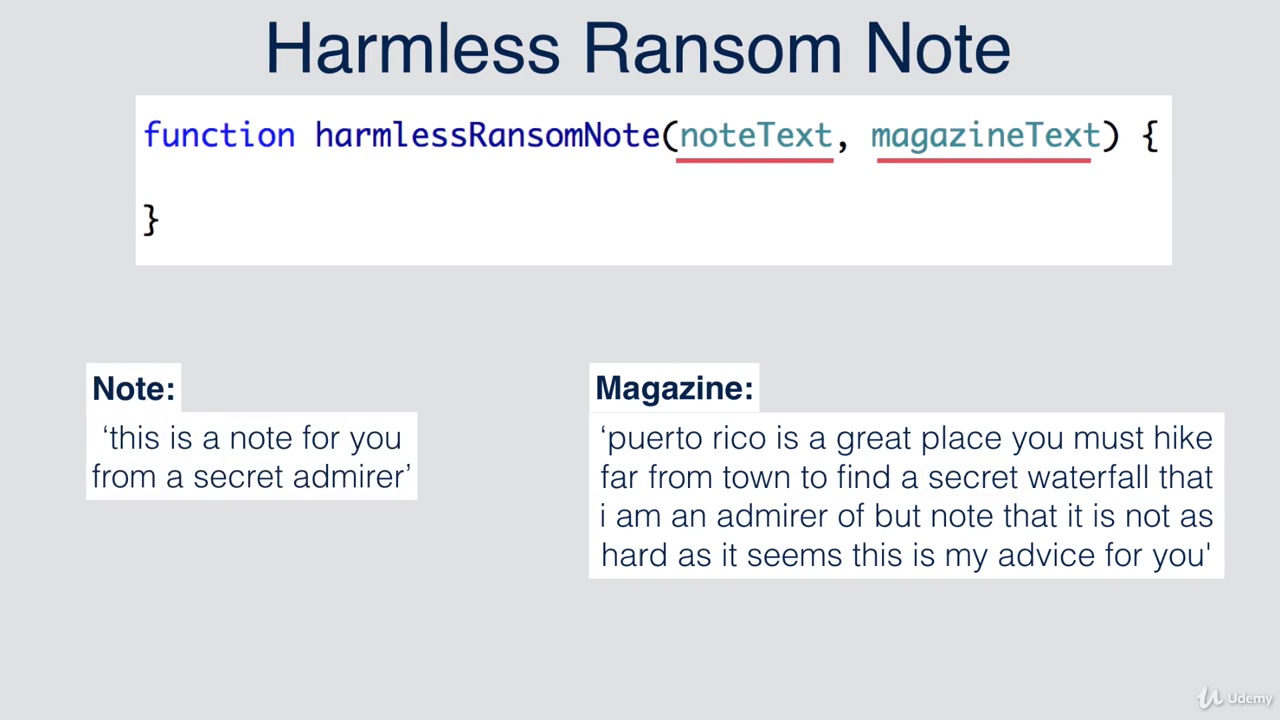 Harmless Ransom Note
function harmlessRansomNote(noteText, magazineText) {
}
Note:
‘this is a note for you
from a secret admirer’
Magazine:
‘puerto rico is a great place you must hike
far from town to find a secret waterfall that
i am an admirer of but note that it is not as
hard as it seems this is my advice for you'
Udemy